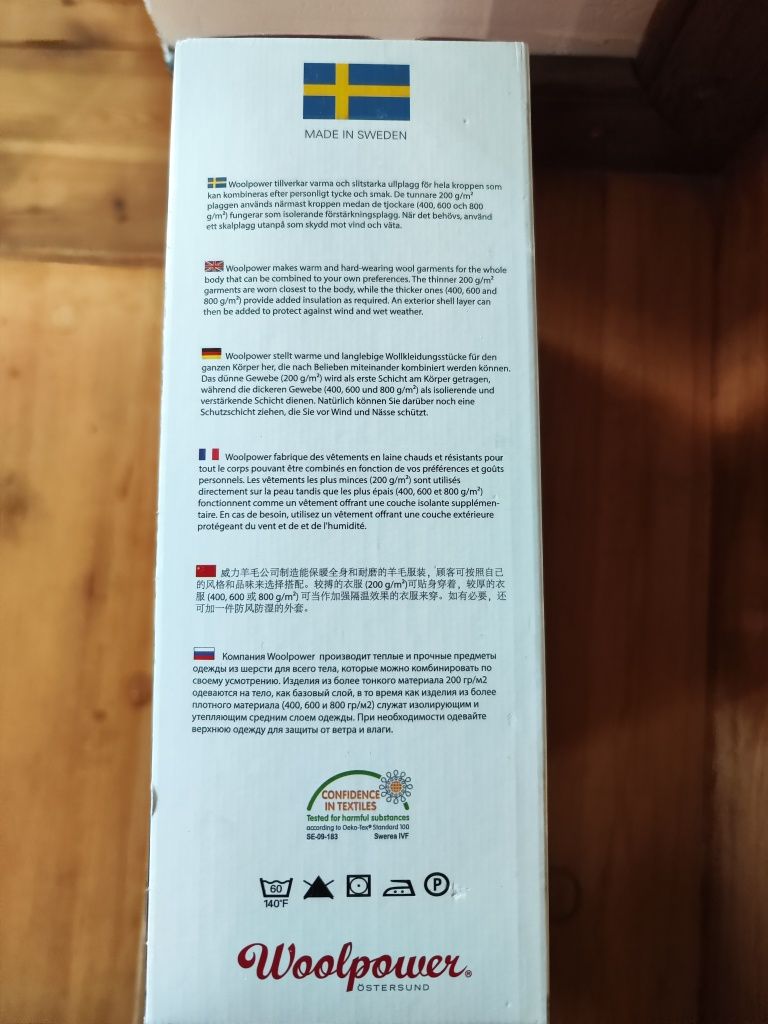 MADE IN SWEDEN
Woolpower tillverkar varma och slitstarka ullplagg för hela kroppen som
kan kombineras efter personligt tycke och smak. De tunnare 200 g/m²
plaggen används närmast kroppen medan de tjockare (400, 600 och 800
g/m²) fungerar som isolerande förstärkningsplagg. När det behövs, använd
ett skalplagg utanpå som skydd mot vind och väta.
Woolpower makes warm and hard-wearing wool garments for the whole
body that can be combined to your own preferences. The thinner 200 g/m²
garments are worn closest to the body, while the thicker ones (400, 600 and
800 g/m²) provide added insulation as required. An exterior shell layer can
then be added to protect against wind and wet weather.
Woolpower stellt warme und langlebige Wollkleidungsstücke für den
ganzen Körper her, die nach Belieben miteinander kombiniert werden können.
Das dünne Gewebe (200 g/m²) wird als erste Schicht am Körper getragen,
während die dickeren Gewebe (400, 600 und 800 g/m²) als isolierende und
verstärkende Schicht dienen. Natürlich können Sie darüber noch eine
Schutzschicht ziehen, die Sie vor Wind und Nässe schützt.
Woolpower fabrique des vêtements en laine chauds et résistants pour
tout le corps pouvant être combinés en fonction de vos préférences et goûts
personnels. Les vêtements les plus minces (200 g/m²) sont utilisés
directement sur la peau tandis que les plus épais (400, 600 et 800 g/m²)
fonctionnent comme un vêtement offrant une couche isolante supplémen-
taire. En cas de besoin, utilisez un vêtement offrant une couche extérieure
protégeant du vent et de et de l'humidité.
威力羊毛公司制造能保暖全身和耐磨的羊毛服装，顾客可按照自己
的风格和品味来选择搭配。较搏的衣服 (200 g/m²)可贴身穿着，较厚的衣
服 (400, 600 或 800 g/m²) 可当作加强隔温效果的衣服来穿。如有必要，还
可加一件防风防湿的外套。
Компания Woolpower производит теплые и прочные предметы
одежды из шерсти для всего тела, которые можно комбинировать по
своему усмотрению. Изделия из более тонкого материала 200 гр/м2
одеваются на тело, как базовый слой, в то время как изделия из более
плотного материала (400, 600 и 800 гр/м2) служат изолирующим и
утепляющим средним слоем одежды. При необходимости одевайте
верхнюю одежду для защиты от ветра и влаги.
CONFIDENCE
IN TEXTILES
Tested for harmful substances
according to Oeko-Tex® Standard 100
SE-09-183 Swerea IVF
60 P
140°F
Woolpower®
ÖSTERSUND